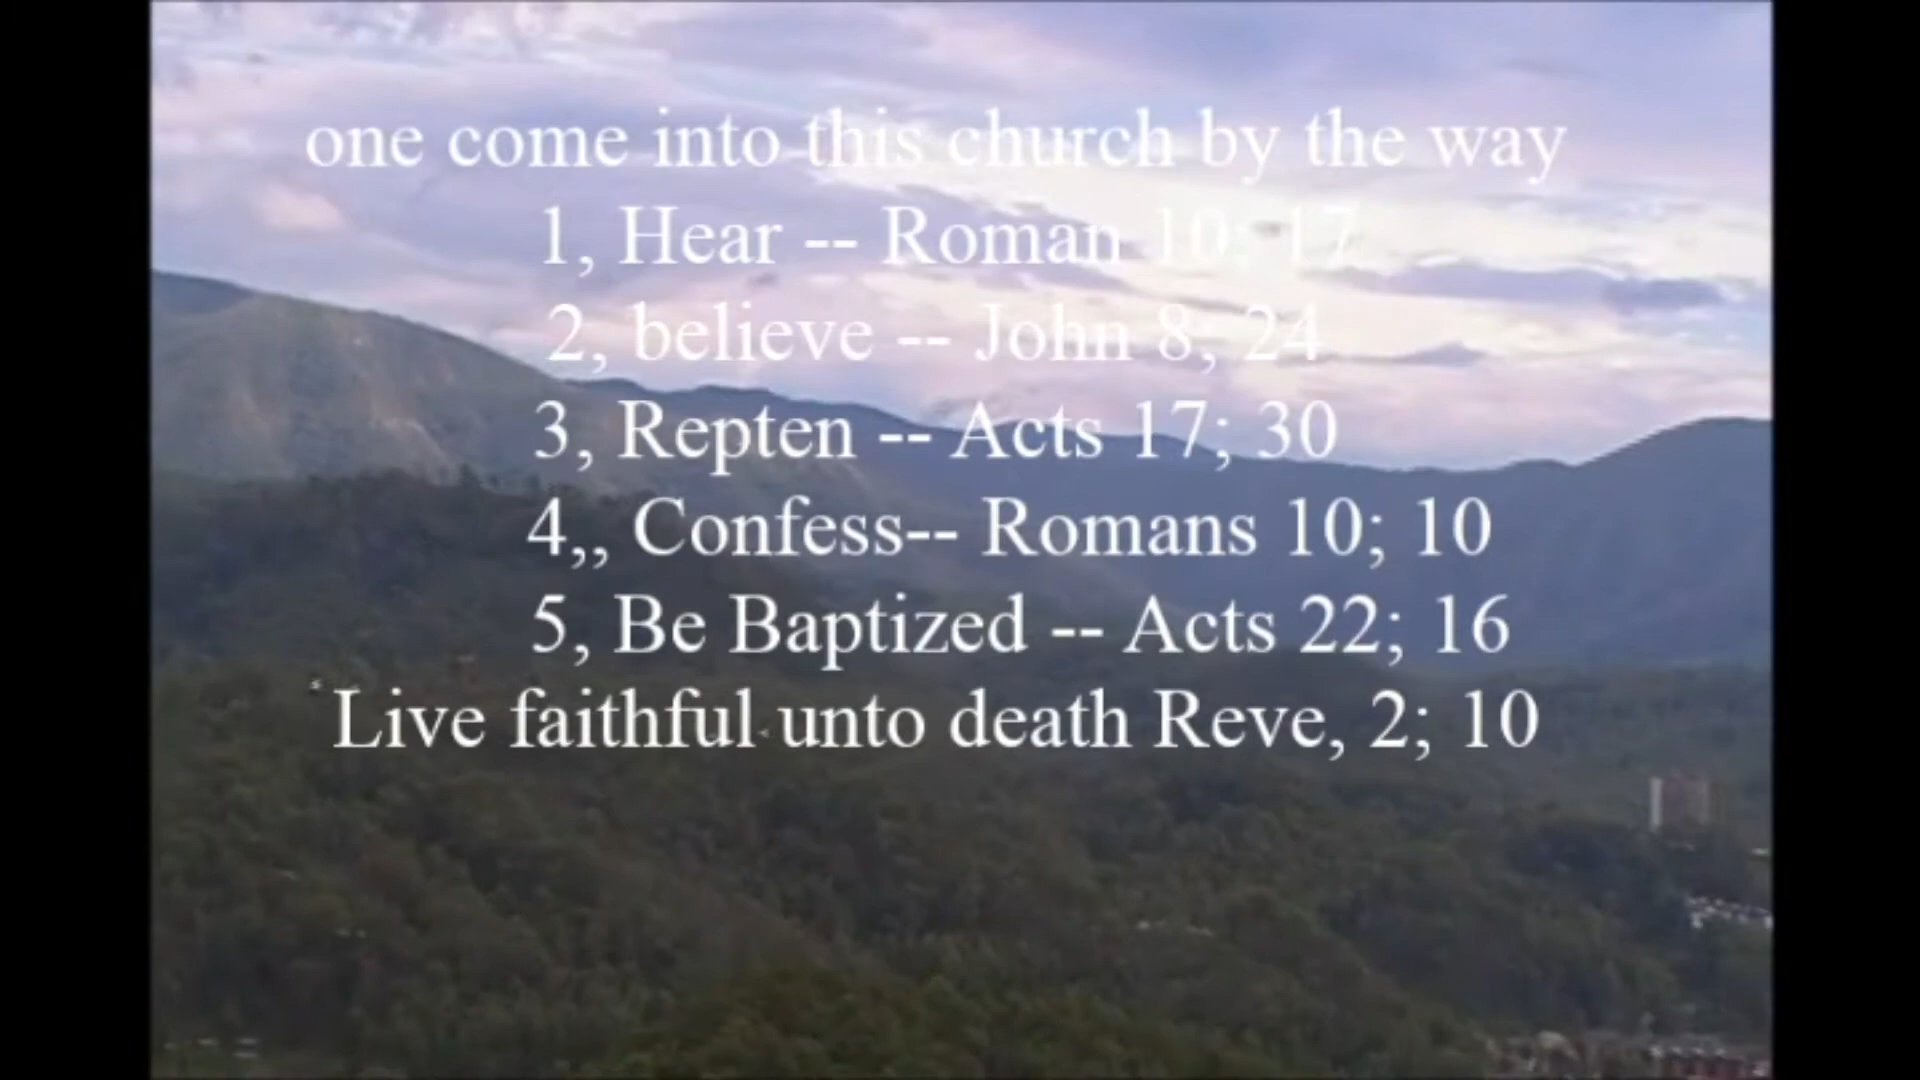 one come into this church by the way
1, Hear -- Roman 10; 17
2, believe -- John 8; 24
3, Repten -- Acts 17; 30
4,, Confess-- Romans 10; 10
5, Be Baptized -- Acts 22; 16
Live faithful unto death Reve, 2; 10